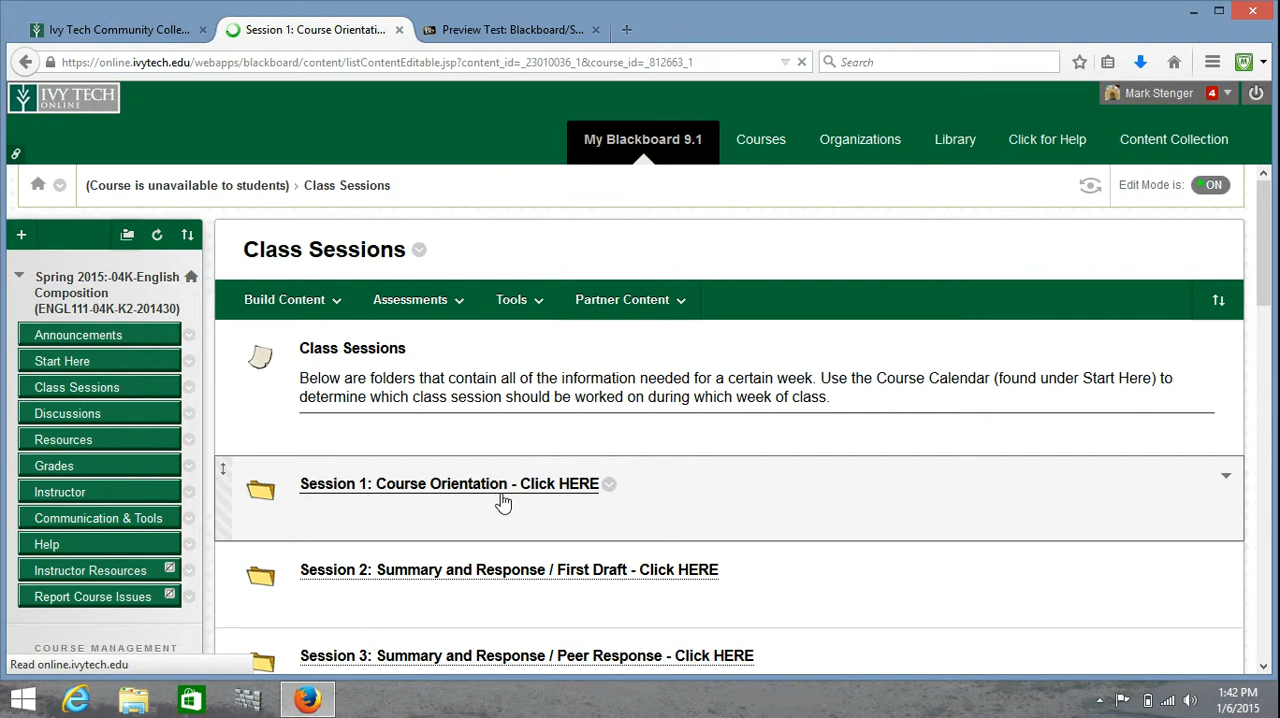 Ivy Tech Community Colle...
Session 1: Course Orientati...
Preview Test: Blackboard/S...
https://online.ivytech.edu/webapps/blackboard/content/listContentEditable.jsp?content_id=_23010036_1&course_id=_812663_1
Search
IVY TECH
ONLINE
Mark Stenger
4
My Blackboard 9.1
Courses
Organizations
Library
Click for Help
Content Collection
(Course is unavailable to students) > Class Sessions
Edit Mode is:
ON
Spring 2015:-04K-English
Composition
(ENGL111-04K-K2-201430)
Announcements
Start Here
Class Sessions
Discussions
Resources
Grades
Instructor
Communication & Tools
Help
Instructor Resources
Report Course Issues
COURSE MANAGEMENT
Class Sessions
Build Content
Assessments
Tools
Partner Content
Class Sessions
Below are folders that contain all of the information needed for a certain week. Use the Course Calendar (found under Start Here) to
determine which class session should be worked on during which week of class.
Session 1: Course Orientation - Click HERE
Session 2: Summary and Response / First Draft - Click HERE
Session 3: Summary and Response / Peer Response - Click HERE
Read online.ivytech.edu
1:42 PM
1/6/2015